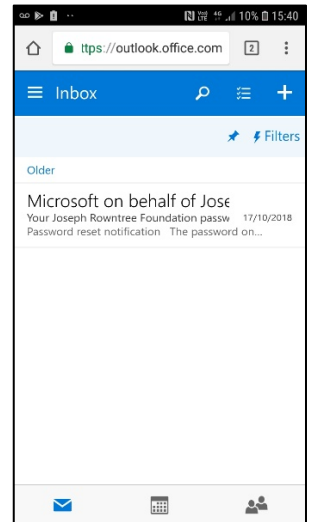 10% 15:40
ttps://outlook.office.com 2
Inbox
Filters
Older
Microsoft on behalf of Jose
Your Joseph Rowntree Foundation passw 17/10/2018
Password reset notification The password on...